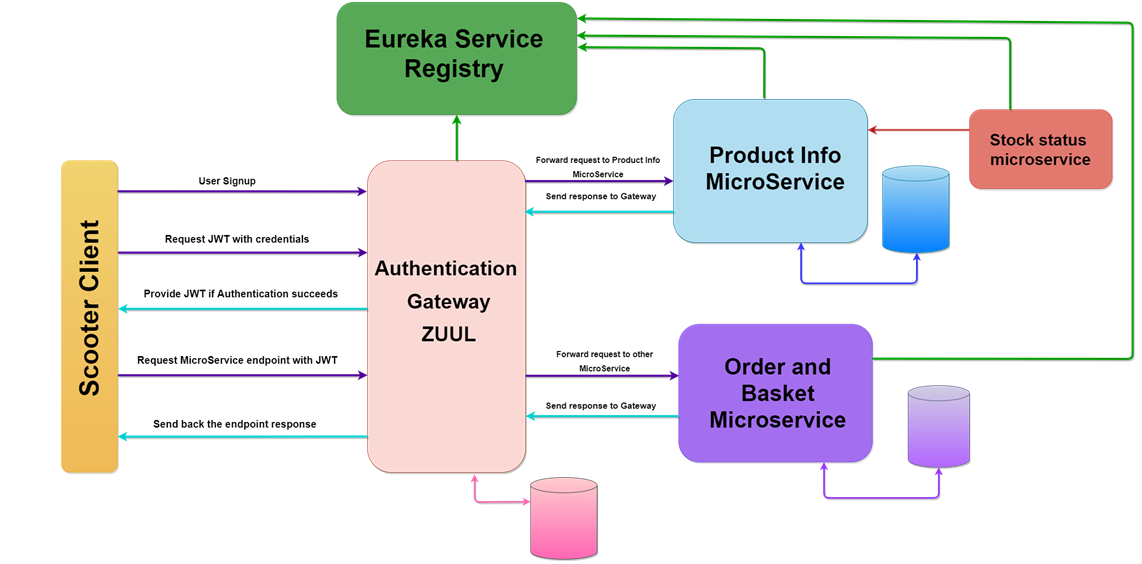 Eureka Service
Registry
Product Info
MicroService
Stock status
microservice
Forward request to Product Info
MicroService
Send response to Gateway
User Signup
Request JWT with credentials
Provide JWT if Authentication succeeds
Request MicroService endpoint with JWT
Send back the endpoint response
Scooter Client
Authentication
Gateway
ZUUL
Forward request to other
MicroService
Send response to Gateway
Order and
Basket
Microservice